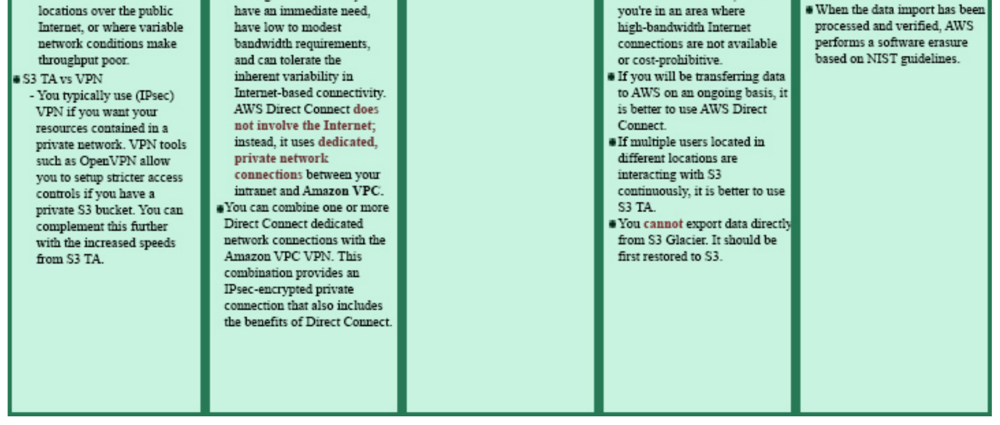 locations over the public
Internet, or where variable
network conditions make
throughput poor.
S3 TA vs VPN
- You typically use (IPsec)
VPN if you want your
resources contained in a
private network. VPN tools
such as OpenVPN allow
you to setup stricter access
controls if you have a
private S3 bucket. You can
complement this further
with the increased speeds
from S3 TA.
have an immediate need,
have low to modest
bandwidth requirements,
and can tolerate the
inherent variability in
Internet-based connectivity.
AWS Direct Connect does
not involve the Internet;
instead, it uses dedicated,
private network
connections between your
intranet and Amazon VPC.
You can combine one or more
Direct Connect dedicated
network connections with the
Amazon VPC VPN. This
combination provides an
IPsec-encrypted private
connection that also includes
the benefits of Direct Connect.
you're in an area where
high-bandwidth Internet
connections are not available
or cost-prohibitive.
If you will be transferring data
to AWS on an ongoing basis, it
is better to use AWS Direct
Connect.
If multiple users located in
different locations are
interacting with S3
continuously, it is better to use
S3 TA.
You cannot export data directly
from S3 Glacier. It should be
first restored to S3.
When the data import has been
processed and verified, AWS
performs a software erasure
based on NIST guidelines.